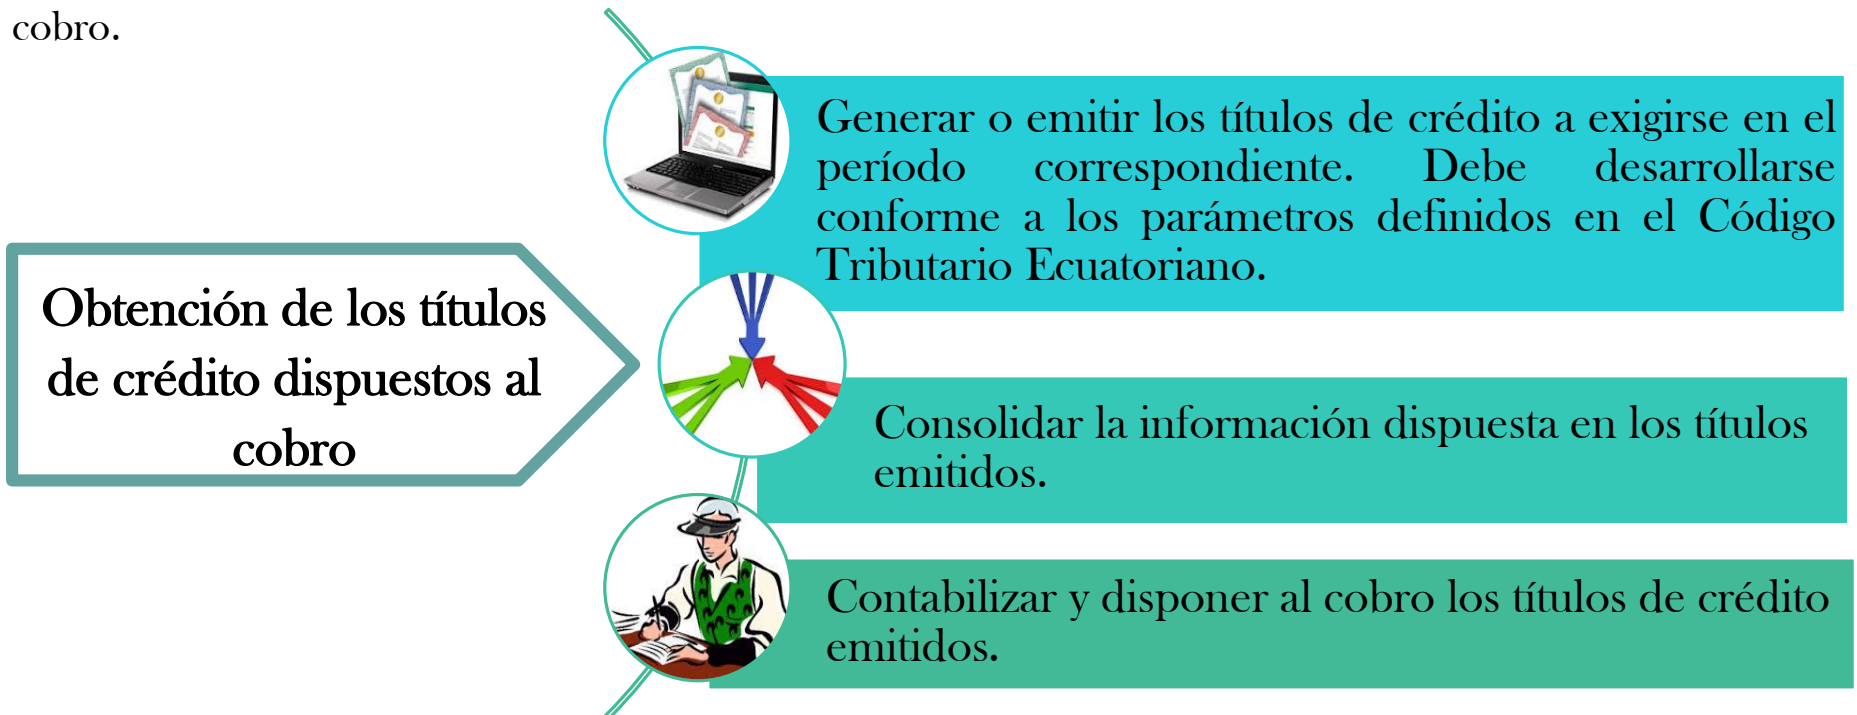 cobro.
Generar o emitir los títulos de crédito a exigirse en el
período correspondiente. Debe desarrollarse
conforme a los parámetros definidos en el Código
Tributario Ecuatoriano.
Obtención de los títulos
de crédito dispuestos al
cobro
Consolidar la información dispuesta en los títulos
emitidos.
Contabilizar y disponer al cobro los títulos de crédito
emitidos.